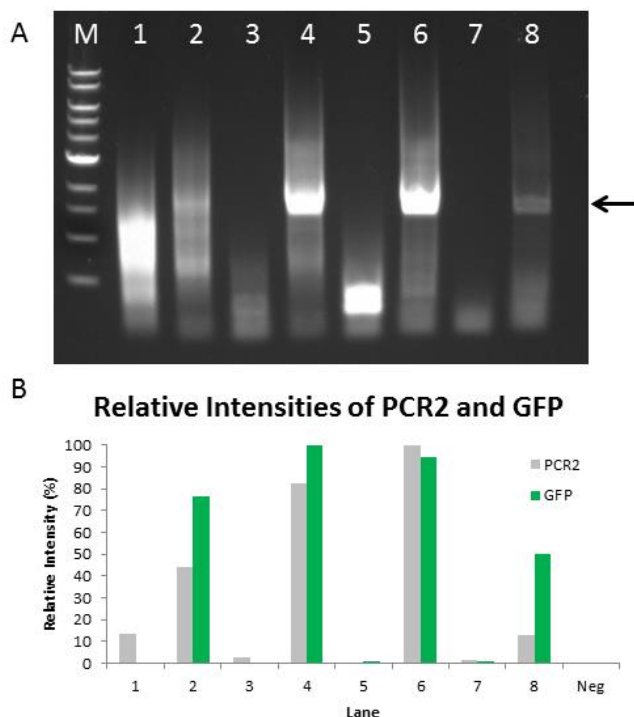 A
M 1 2 3 4 5 6 7 8
B
Relative Intensities of PCR2 and GFP
Relative Intensity (%)
100
90
80
70
60
50
40
30
20
10
0
PCR2
GFP
1 2 3 4 5 6 7 8 Neg
Lane